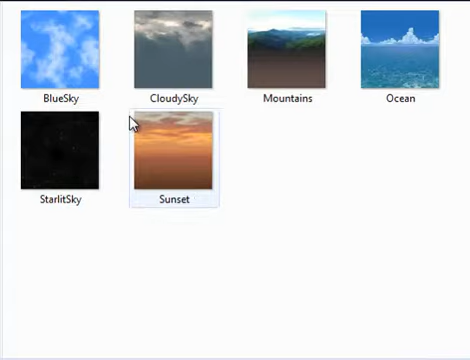 BlueSky
CloudySky
Mountains
Ocean
StarlitSky
Sunset